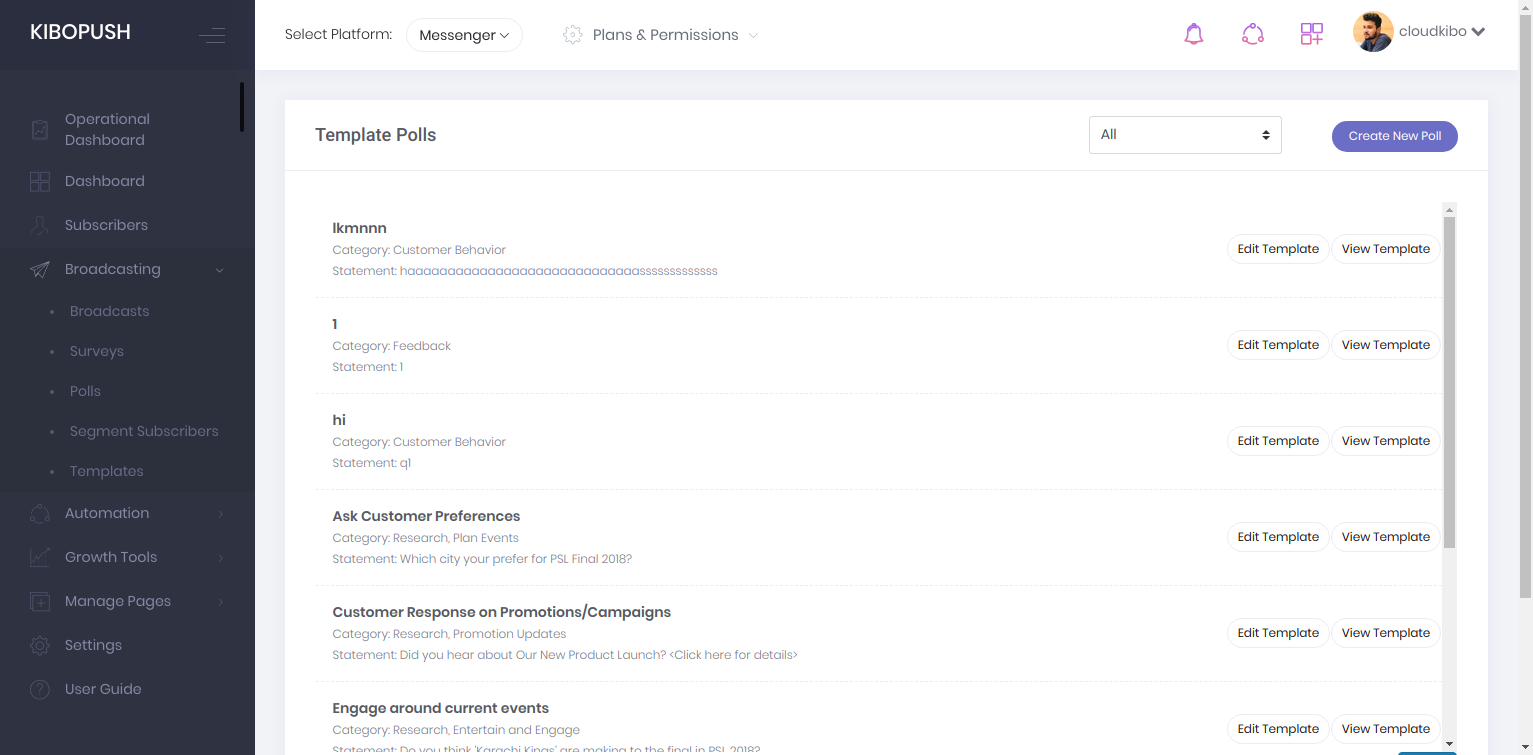 KIBOPUSH
Select Platform: Messenger
Plans & Permissions
cloudkibo
Operational
Dashboard
Dashboard
Subscribers
Broadcasting
Broadcasts
Surveys
Polls
Segment Subscribers
Templates
Automation
Growth Tools
Manage Pages
Settings
User Guide
Template Polls
All
Create New Poll
lkmnnn
Category: Customer Behavior
Edit Template View Template
1
Category: Feedback
Statement: 1
Edit Template View Template
hi
Category: Customer Behavior
Statement: q1
Edit Template View Template
Ask Customer Preferences
Category: Research, Plan Events
Statement: Which city your prefer for PSL Final 2018?
Edit Template View Template
Customer Response on Promotions/Campaigns
Category: Research, Promotion Updates
Statement: Did you hear about Our New Product Launch? <Click here for details>
Edit Template View Template
Engage around current events
Category: Research, Entertain and Engage
Statement: Do you think 'Karachi Kings' are making to the final in PSL 2018?
Edit Template View Template